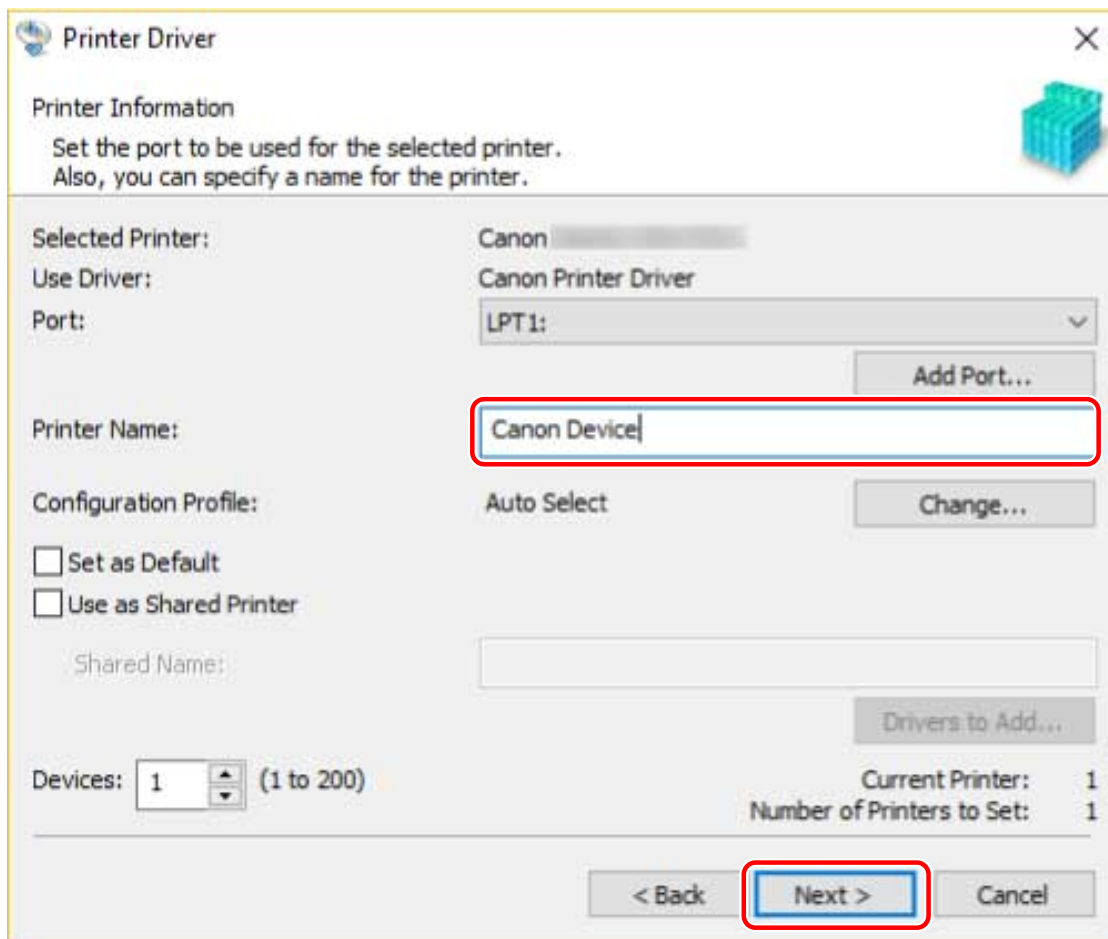 Printer Driver
Printer Information
Set the port to be used for the selected printer.
Also, you can specify a name for the printer.
Selected Printer: Canon
Use Driver: Canon Printer Driver
Port: LPT1:
Add Port...
Printer Name: Canon Device
Configuration Profile: Auto Select Change...
Set as Default
Use as Shared Printer
Shared Name:
Drivers to Add...
Devices: 1 (1 to 200) Current Printer: 1
Number of Printers to Set: 1
< Back Next > Cancel